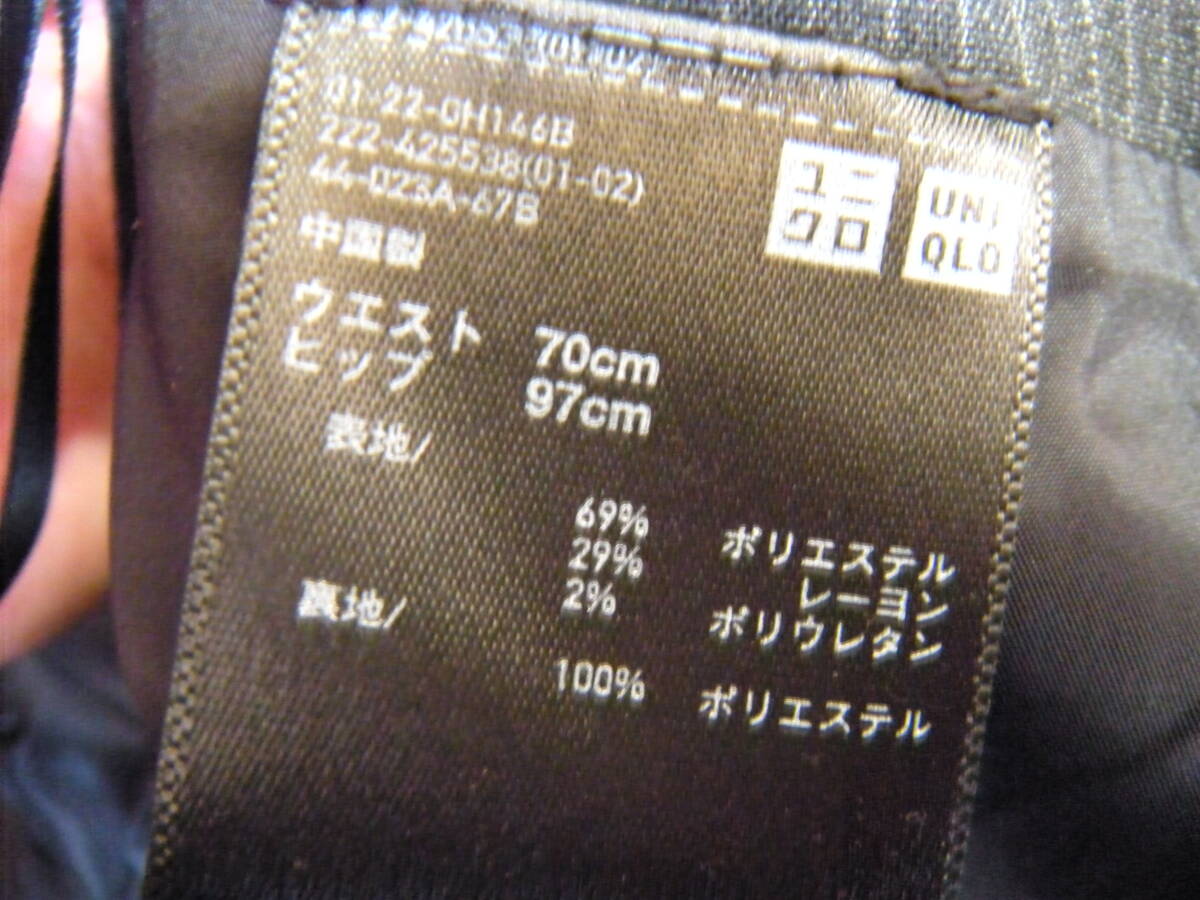 01-22-0H146B
222-425538(01-02)
44-023A-67B
中国製
ユニ
クロ
UNI
QLO
ウエスト 70cm
ヒップ 97cm
表地/
69% ポリエステル
29% レーヨン
2% ポリウレタン
裏地/
100% ポリエステル